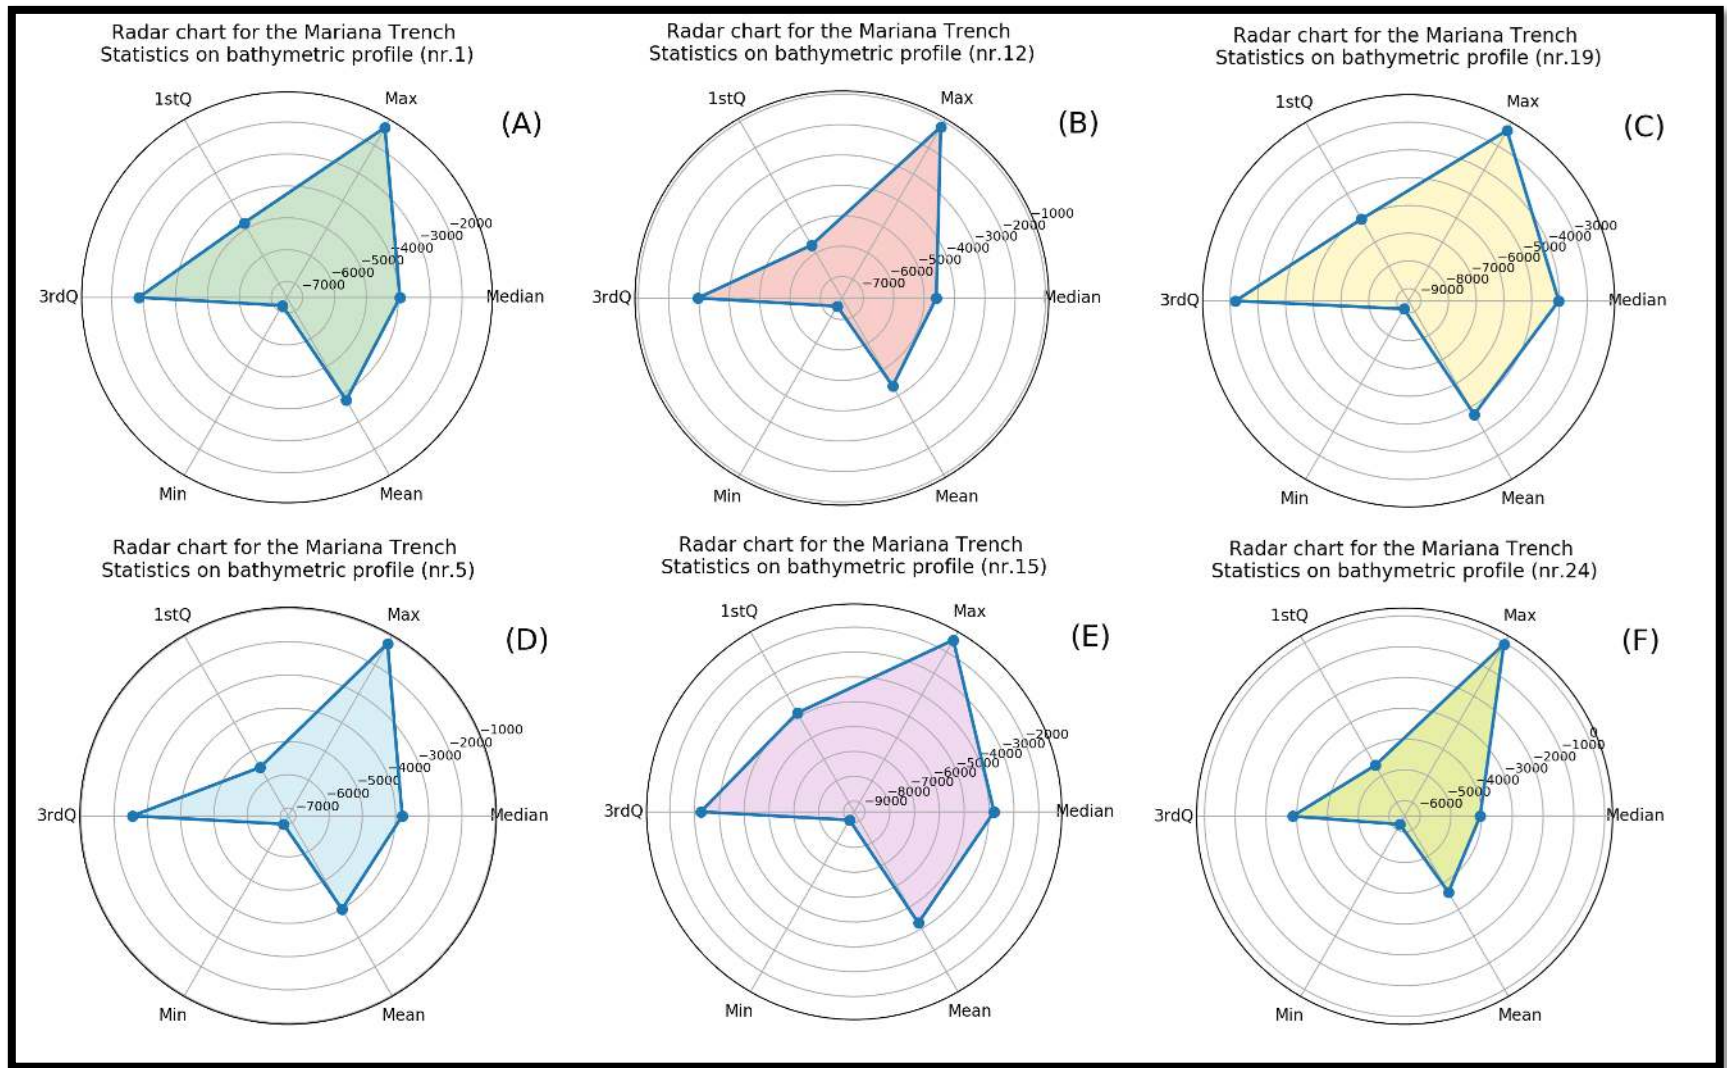 Radar chart for the Mariana Trench
Statistics on bathymetric profile (nr.1)
(A)
Max
1stQ
3rdQ
Min
Mean
Median
−7000
−6000
−5000
−4000
−3000
−2000
Radar chart for the Mariana Trench
Statistics on bathymetric profile (nr.12)
(B)
Max
1stQ
3rdQ
Min
Mean
Median
−7000
−6000
−5000
−4000
−3000
−2000
−1000
Radar chart for the Mariana Trench
Statistics on bathymetric profile (nr.19)
(C)
Max
1stQ
3rdQ
Min
Mean
Median
−9000
−8000
−7000
−6000
−5000
−4000
−3000
Radar chart for the Mariana Trench
Statistics on bathymetric profile (nr.5)
(D)
Max
1stQ
3rdQ
Min
Mean
Median
−7000
−6000
−5000
−4000
−3000
−2000
−1000
Radar chart for the Mariana Trench
Statistics on bathymetric profile (nr.15)
(E)
Max
1stQ
3rdQ
Min
Mean
Median
−9000
−8000
−7000
−6000
−5000
−4000
−3000
−2000
Radar chart for the Mariana Trench
Statistics on bathymetric profile (nr.24)
(F)
Max
1stQ
3rdQ
Min
Mean
Median
−6000
−5000
−4000
−3000
−2000
−1000
0